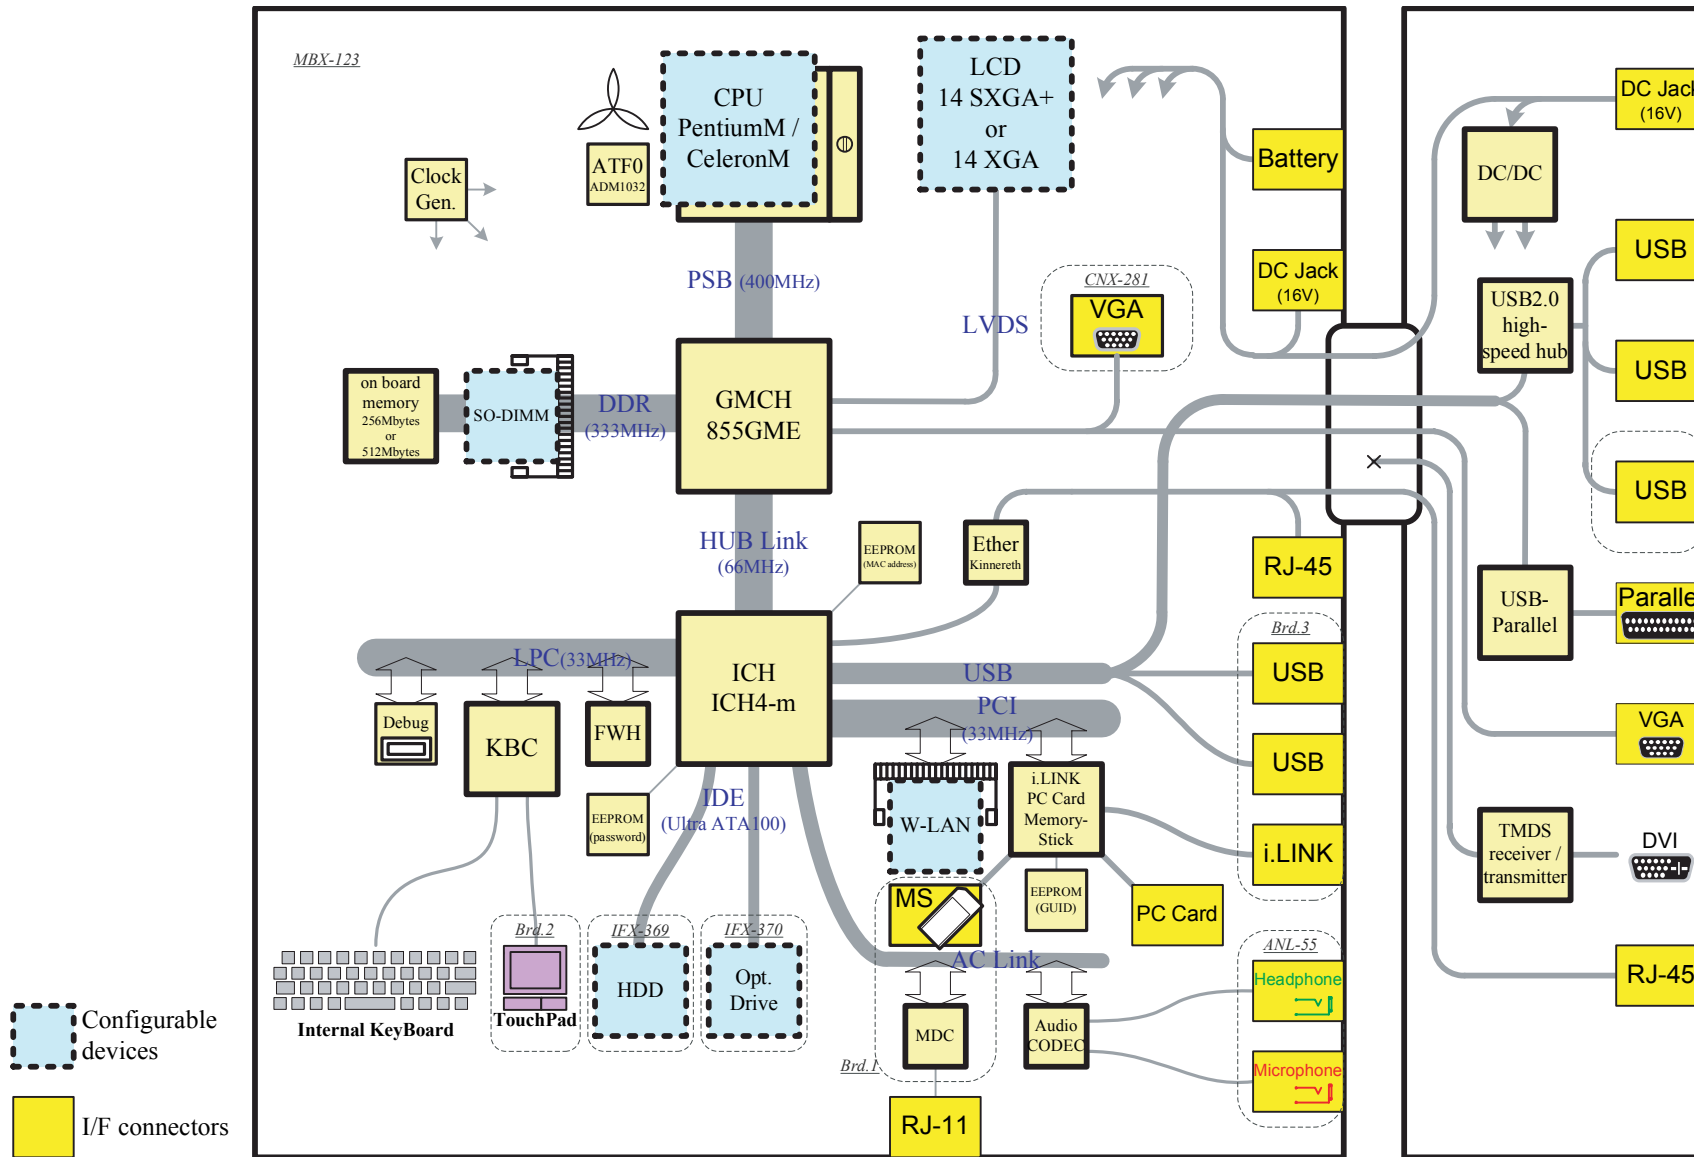 MBX-123
CPU
PentiumM /
CeleronM
ATF0
ADM1032
Clock
Gen.
LCD
14 SXGA+
or
14 XGA
Battery
DC Jack
(16V)
PSB (400MHz)
LVDS
CNX-281
VGA
on board
memory
256Mbytes
or
512Mbytes
SO-DIMM
DDR
(333MHz)
GMCH
855GME
HUB Link
(66MHz)
EEPROM
(MAC address)
Ether
Kinnereth
RJ-45
LPC(33MHz)
ICH
ICH4-m
USB
PCI
(33MHz)
Brd.3
USB
USB
i.LINK
Debug
KBC
FWH
EEPROM
(password)
IDE
(Ultra ATA100)
W-LAN
i.LINK
PC Card
Memory-
Stick
MS
EEPROM
(GUID)
PC Card
Brd.2
TouchPad
IFX-369
HDD
IFX-370
Opt.
Drive
Internal KeyBoard
AC Link
MDC
Brd.1
Audio
CODEC
ANL-55
Headphone
Microphone
RJ-11
DC Jack
(16V)
DC/DC
USB2.0
high-
speed hub
USB
USB
USB
USB-
Parallel
Paralle
VGA
TMDS
receiver /
transmitter
DVI
RJ-45
Configurable
devices
I/F connectors